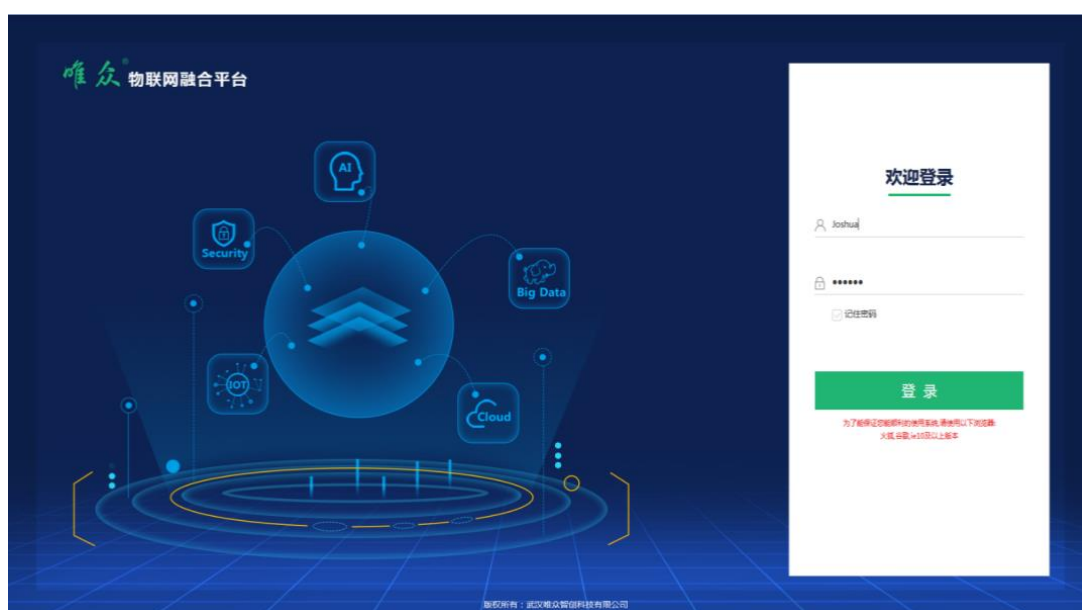 唯众® 物联网融合平台
AI
Security
Big Data
IOT
Cloud
欢迎登录
Joshua
••••••
记住密码
登 录
为了能保证您能顺利的使用系统,请使用以下浏览器:
火狐,谷歌,ie10及以上版本
版权所有：武汉唯众智创科技有限公司